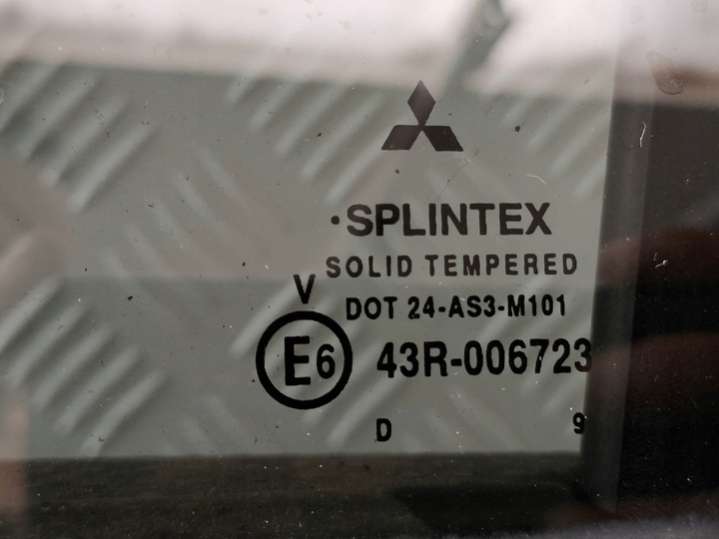 ·SPLINTEX
SOLID TEMPERED
V
DOT 24-AS3-M101
E6 43R-006723
D 9